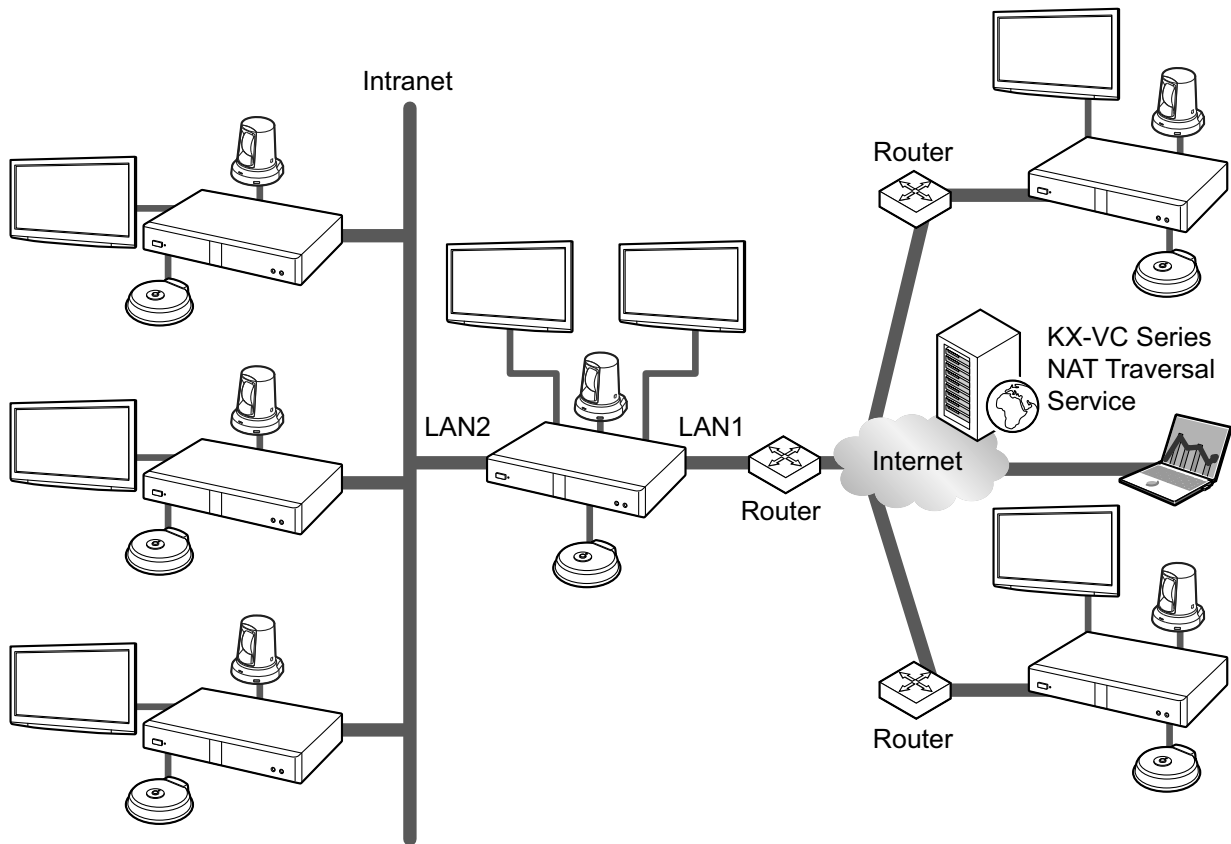 Intranet
Router
KX-VC Series
NAT Traversal
Service
LAN2
LAN1
Internet
Router
Router